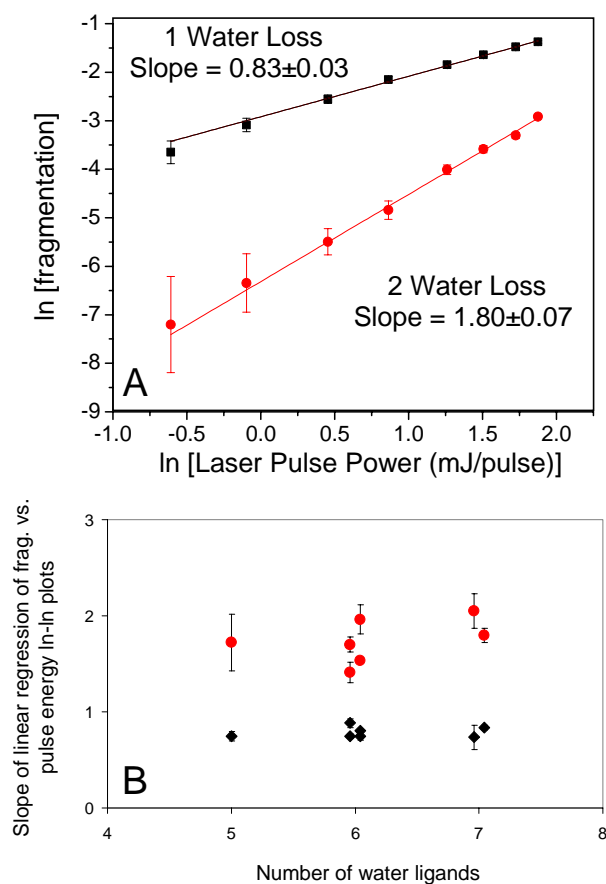 -1
-2
-3
-4
-5
-6
-7
-8
-9
ln [fragmentation]
1 Water Loss
Slope = 0.83±0.03
2 Water Loss
Slope = 1.80±0.07
A
-1.0 -0.5 0.0 0.5 1.0 1.5 2.0
ln [Laser Pulse Power (mJ/pulse)]
Slope of linear regression of frag. vs.
pulse energy ln-ln plots
3
2
1
0
B
4 5 6 7 8
Number of water ligands